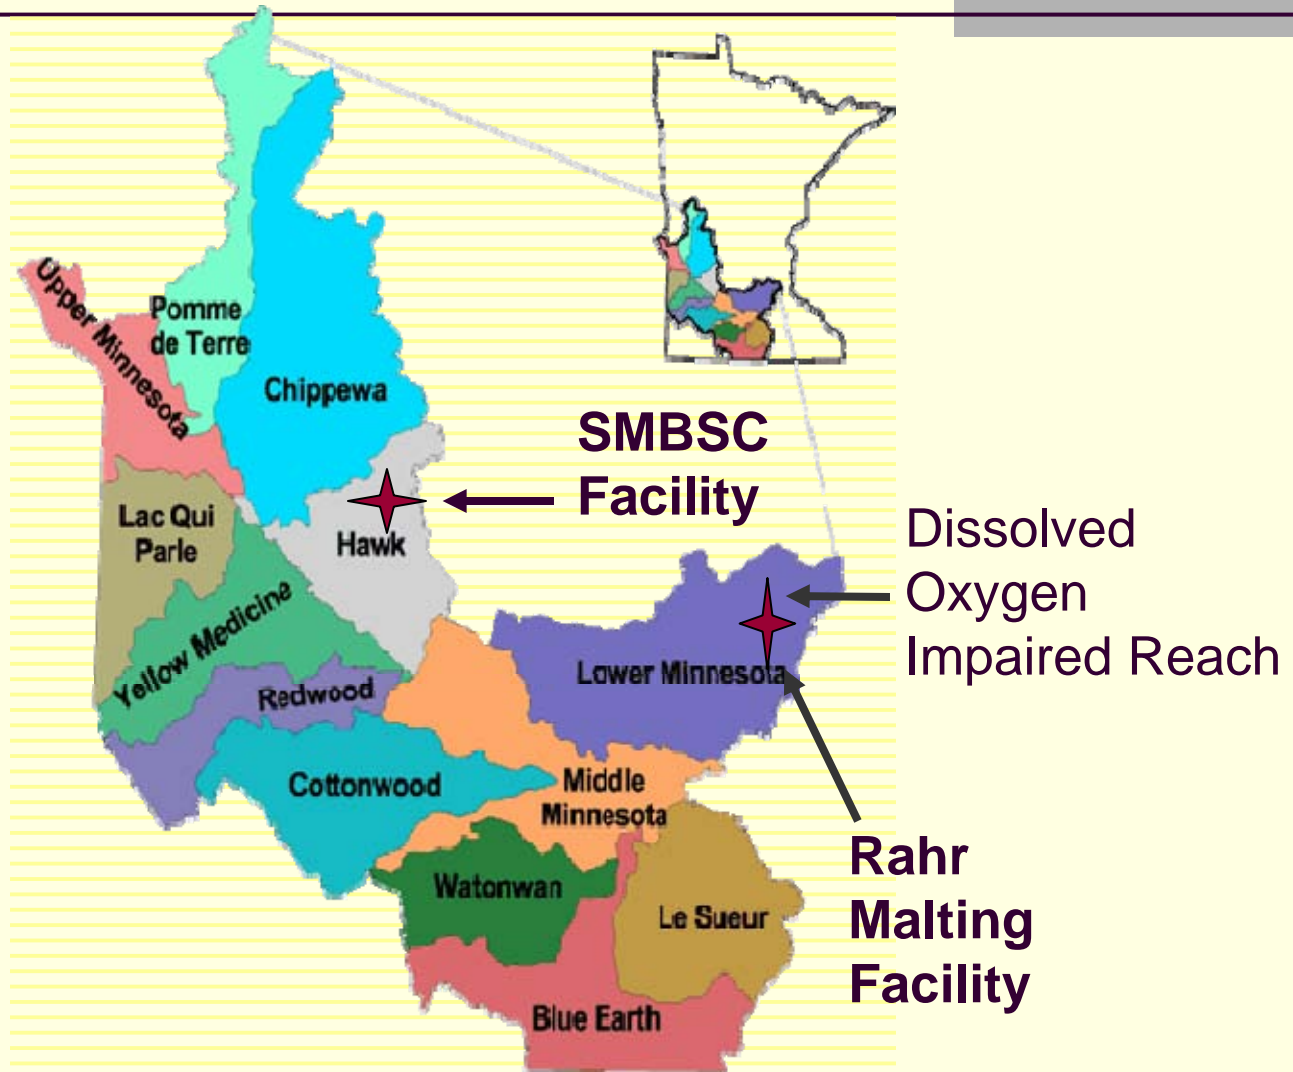 Upper Minnesota
Pomme
de Terre
Chippewa
SMBSC
Facility
Lac Qui
Parle
Hawk
Dissolved
Oxygen
Impaired Reach
Yellow Medicine
Redwood
Lower Minnesota
Cottonwood
Middle
Minnesota
Rahr
Malting
Facility
Watonwan
Le Sueur
Blue Earth